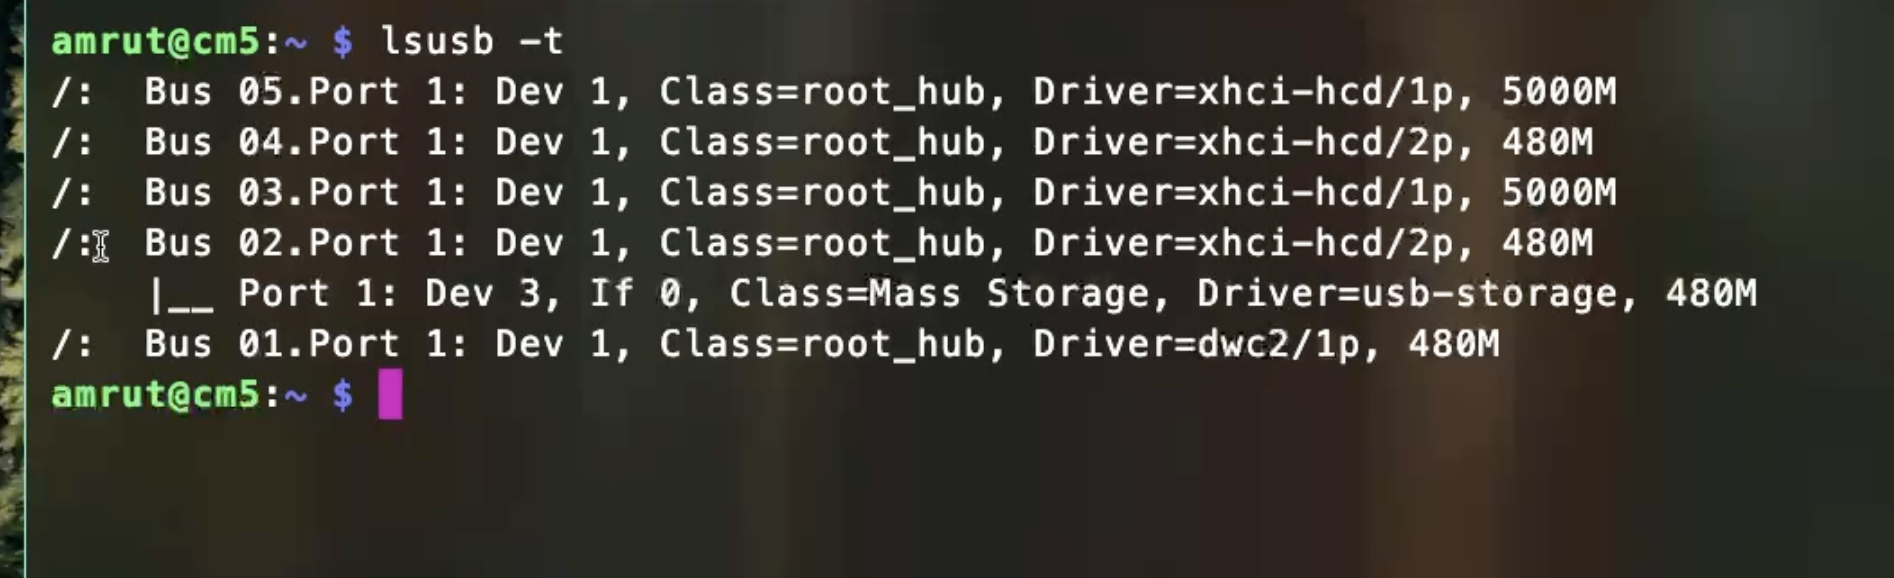 amrut@cm5:~ $ lsusb -t
/:  Bus 05.Port 1: Dev 1, Class=root_hub, Driver=xhci-hcd/1p, 5000M
/:  Bus 04.Port 1: Dev 1, Class=root_hub, Driver=xhci-hcd/2p, 480M
/:  Bus 03.Port 1: Dev 1, Class=root_hub, Driver=xhci-hcd/1p, 5000M
/:  Bus 02.Port 1: Dev 1, Class=root_hub, Driver=xhci-hcd/2p, 480M
    |__ Port 1: Dev 3, If 0, Class=Mass Storage, Driver=usb-storage, 480M
/:  Bus 01.Port 1: Dev 1, Class=root_hub, Driver=dwc2/1p, 480M
amrut@cm5:~ $